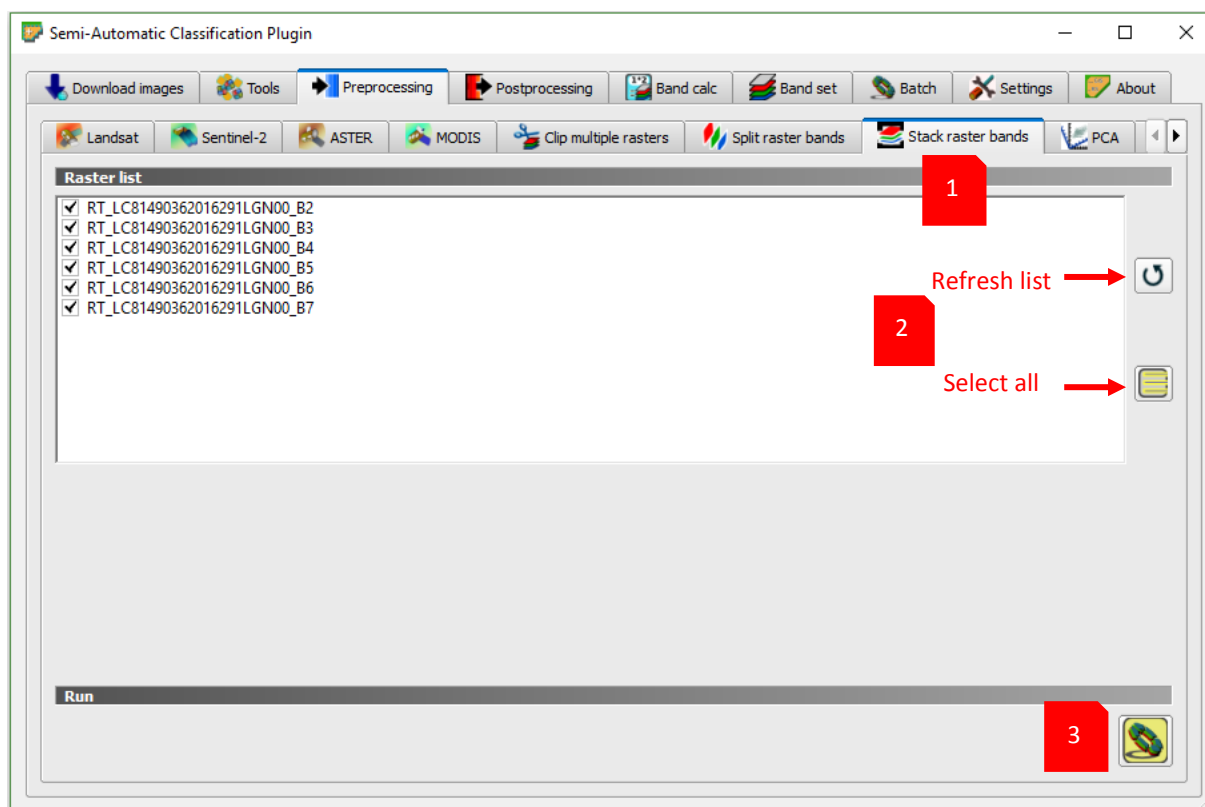 Semi-Automatic Classification Plugin
Download images Tools Preprocessing Postprocessing Band calc Band set Batch Settings About
Landsat Sentinel-2 ASTER MODIS Clip multiple rasters Split raster bands Stack raster bands PCA
Raster list
1
RT_LC81490362016291LGN00_B2
RT_LC81490362016291LGN00_B3
RT_LC81490362016291LGN00_B4
RT_LC81490362016291LGN00_B5
RT_LC81490362016291LGN00_B6
RT_LC81490362016291LGN00_B7
Refresh list
2
Select all
Run
3